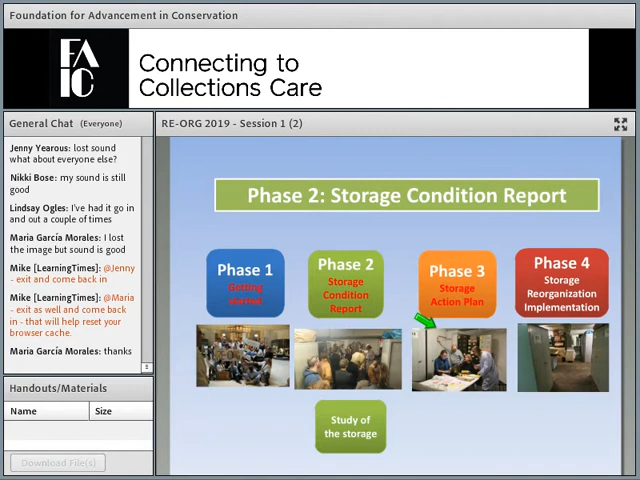 Foundation for Advancement in Conservation
FA
IC
Connecting to
Collections Care
General Chat (Everyone)
Jenny Yearous: lost sound
what about everyone else?
Nikki Bose: my sound is still
good
Lindsay Ogles: I've had it go in
and out a couple of times
Maria García Morales: I lost
the image but sound is good
Mike [LearningTimes]: @Jenny
- exit and come back in
Mike [LearningTimes]: @Maria
- exit as well and come back
in - that will help reset your
browser cache.
Maria García Morales: thanks
Handouts/Materials
Name Size
Download File(s)
RE-ORG 2019 - Session 1 (2)
Phase 2: Storage Condition Report
Phase 1
Getting
started
Phase 2
Storage
Condition
Report
Phase 3
Storage
Action Plan
Phase 4
Storage
Reorganization
Implementation
Study of
the storage